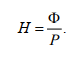 H = Φ/P.